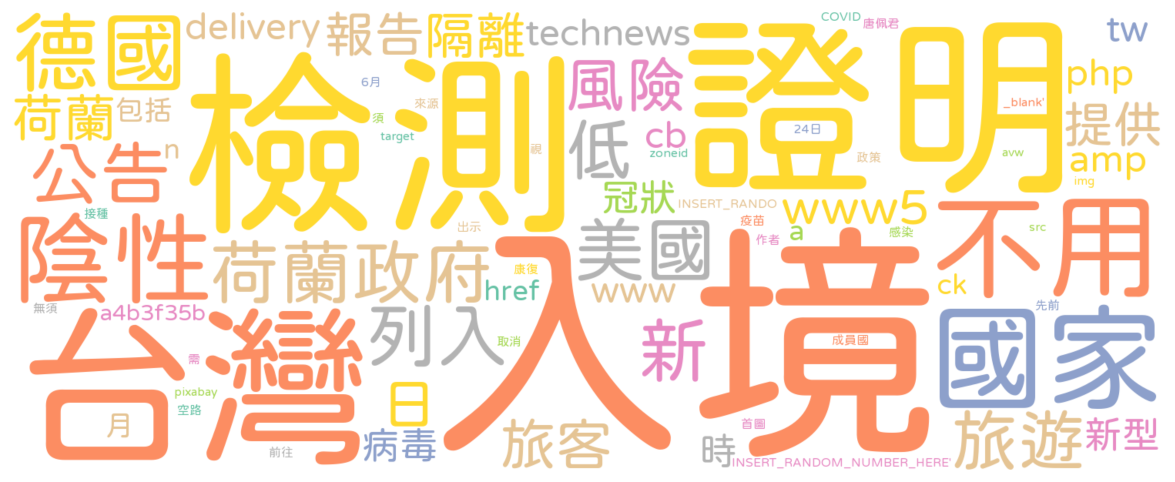 德國
delivery
報告
隔離
technews
COVID
唐佩君
tw
荷蘭
包括
檢測
6月
來源
須
target
風險
低
cb
zoneid
證明
24日
政策
_blank'
avw
php
提供
amp
img
公告
n
視
冠狀
INSERT_RANDO
www5
疫苗
a
作者
感染
src
不用
陰性
接種
荷蘭政府
出示
康復
href
美國
www
ck
先前
無須
a4b3f35b
列入
取消
新
成員國
國家
台灣
需
pixabay
空路
月
日
病毒
前往
入境
旅客
首圖
時
INSERT_RANDOM_NUMBER_HERE'
旅遊
新型